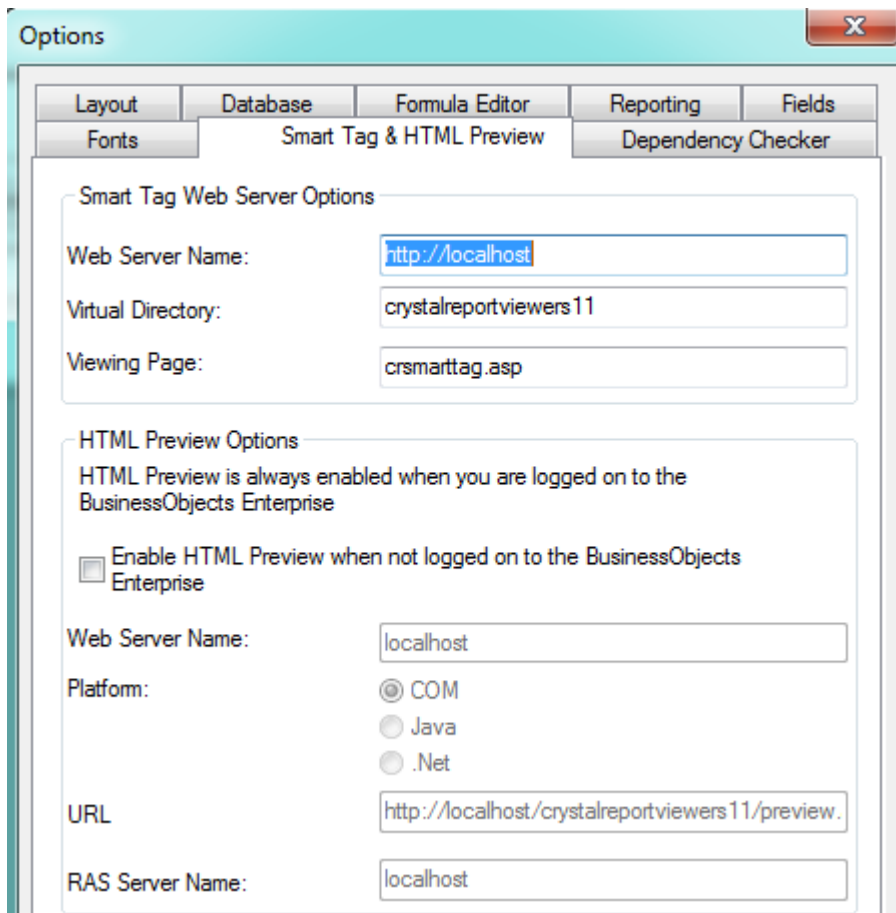 Options
Layout Database Formula Editor Reporting Fields
Fonts Smart Tag & HTML Preview Dependency Checker
Smart Tag Web Server Options
Web Server Name: http://localhost
Virtual Directory: crystalreportviewers11
Viewing Page: crsmarttag.asp
HTML Preview Options
HTML Preview is always enabled when you are logged on to the
BusinessObjects Enterprise
Enable HTML Preview when not logged on to the BusinessObjects
Enterprise
Web Server Name: localhost
Platform: COM
Java
.Net
URL http://localhost/crystalreportviewers11/preview.
RAS Server Name: localhost